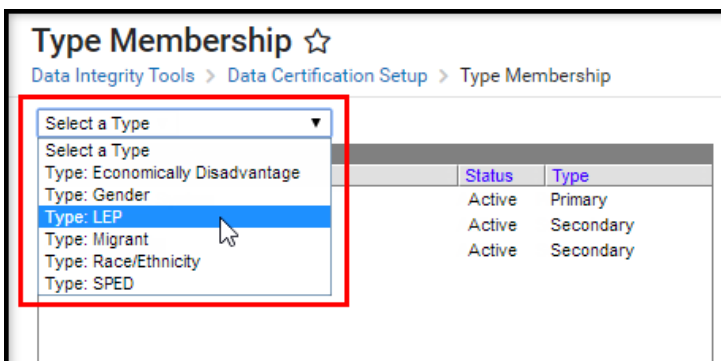 Type Membership
Data Integrity Tools > Data Certification Setup > Type Membership
Select a Type
Select a Type
Type: Economically Disadvantage
Status Type
Type: Gender
Active Primary
Type: LEP
Active Secondary
Type: Migrant
Active Secondary
Type: Race/Ethnicity
Type: SPED